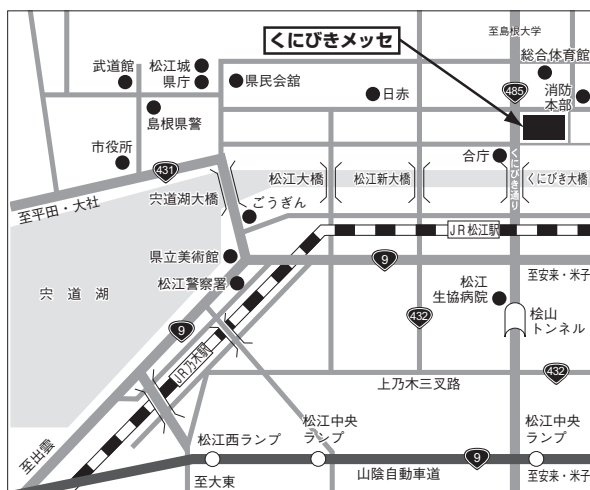 至島根大学
くにびきメッセ
総合体育館
武道館
松江城
県庁
県民会舘
日赤
485
消防
本部
島根県警
市役所
合庁
431
くにびき通り
松江大橋
松江新大橋
くにびき大橋
宍道湖大橋
ごうぎん
至平田・大社
JR松江駅
県立美術館
9
至安来・米子
宍道湖
松江警察署
松江
生協病院
432
桧山
トンネル
9
JR乃木駅
432
上乃木三叉路
至出雲
松江西ランプ
松江中央
ランプ
松江中央
ランプ
9
至大東
山陰自動車道
至安来・米子